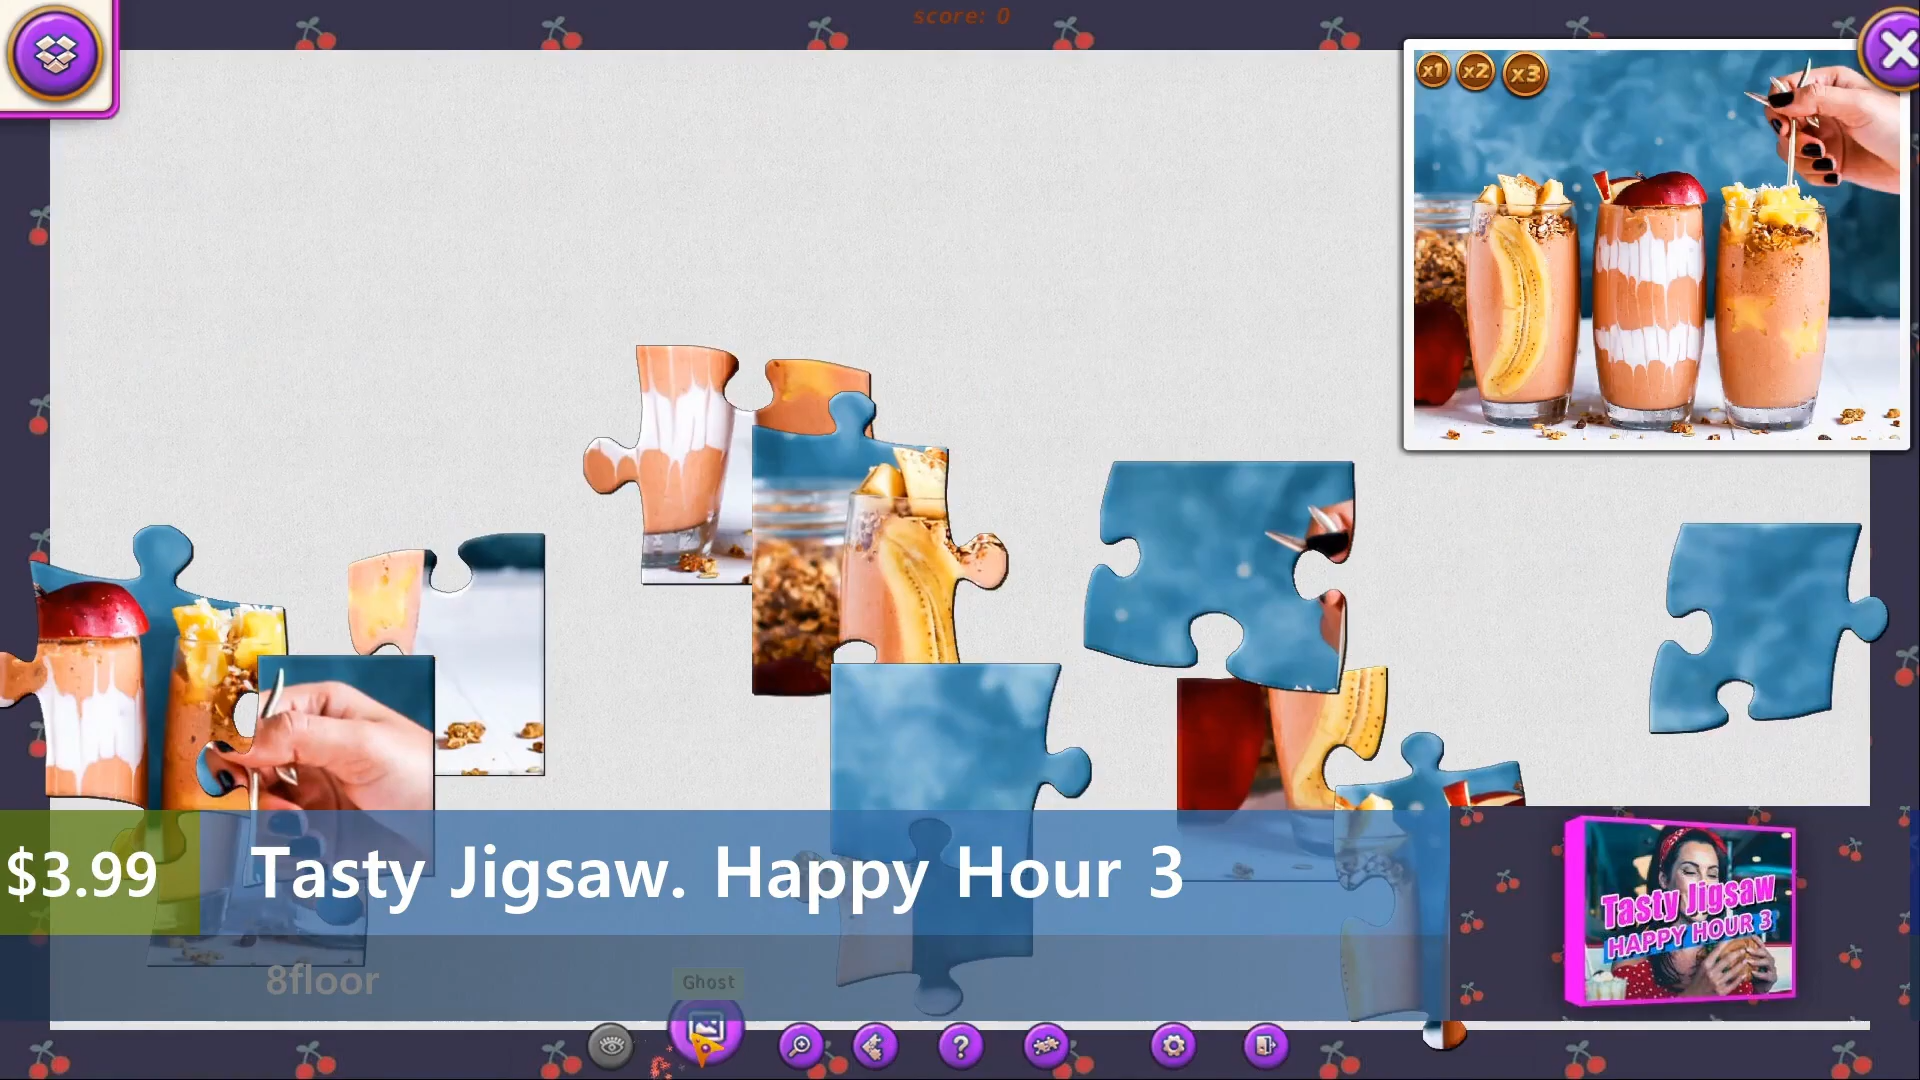 score: 0
x1 x2 x3
$3.99
Tasty Jigsaw. Happy Hour 3
Tasty Jigsaw
HAPPY HOUR 3
8floor
Ghost
?